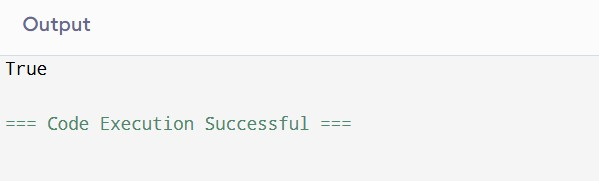 Output
True
=== Code Execution Successful ===